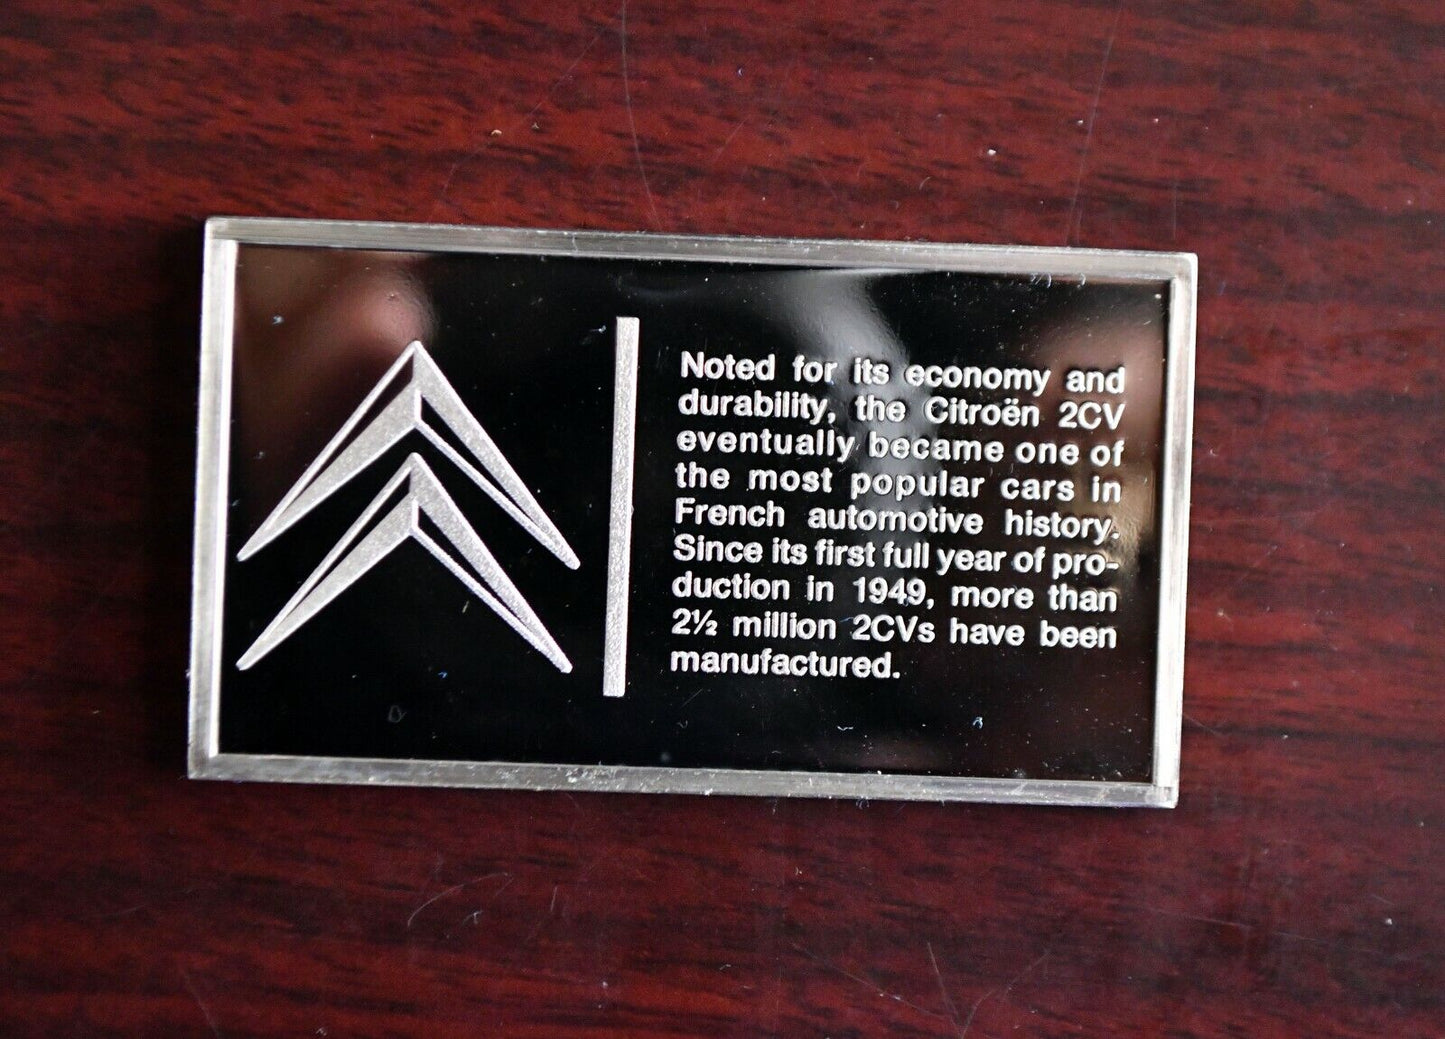 Noted for its economy and
durability, the Citroën 2CV
eventually became one of
the most popular cars in
French automotive history.
Since its first full year of pro-
duction in 1949, more than
2½ million 2CVs have been
manufactured.